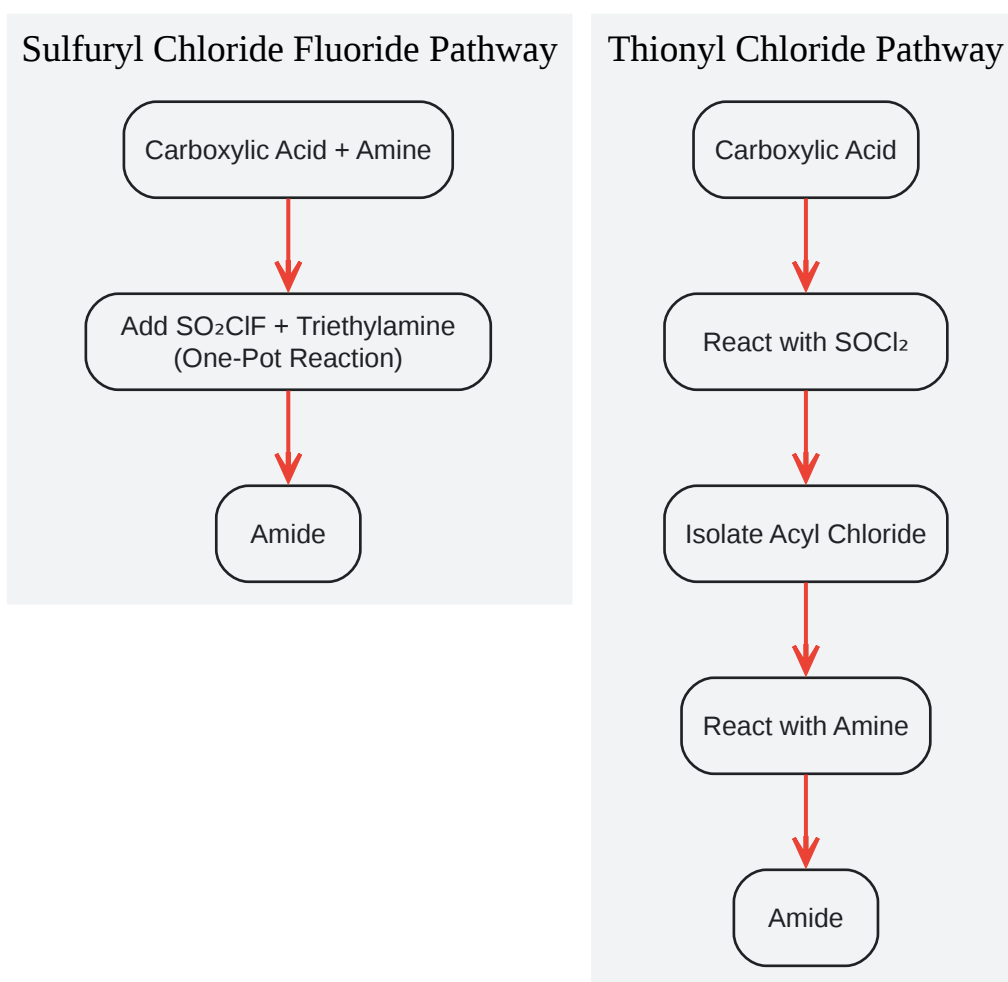 Sulfuryl Chloride Fluoride Pathway
Carboxylic Acid + Amine
Add SO₂ClF + Triethylamine
(One-Pot Reaction)
Amide
Thionyl Chloride Pathway
Carboxylic Acid
React with SOCl₂
Isolate Acyl Chloride
React with Amine
Amide